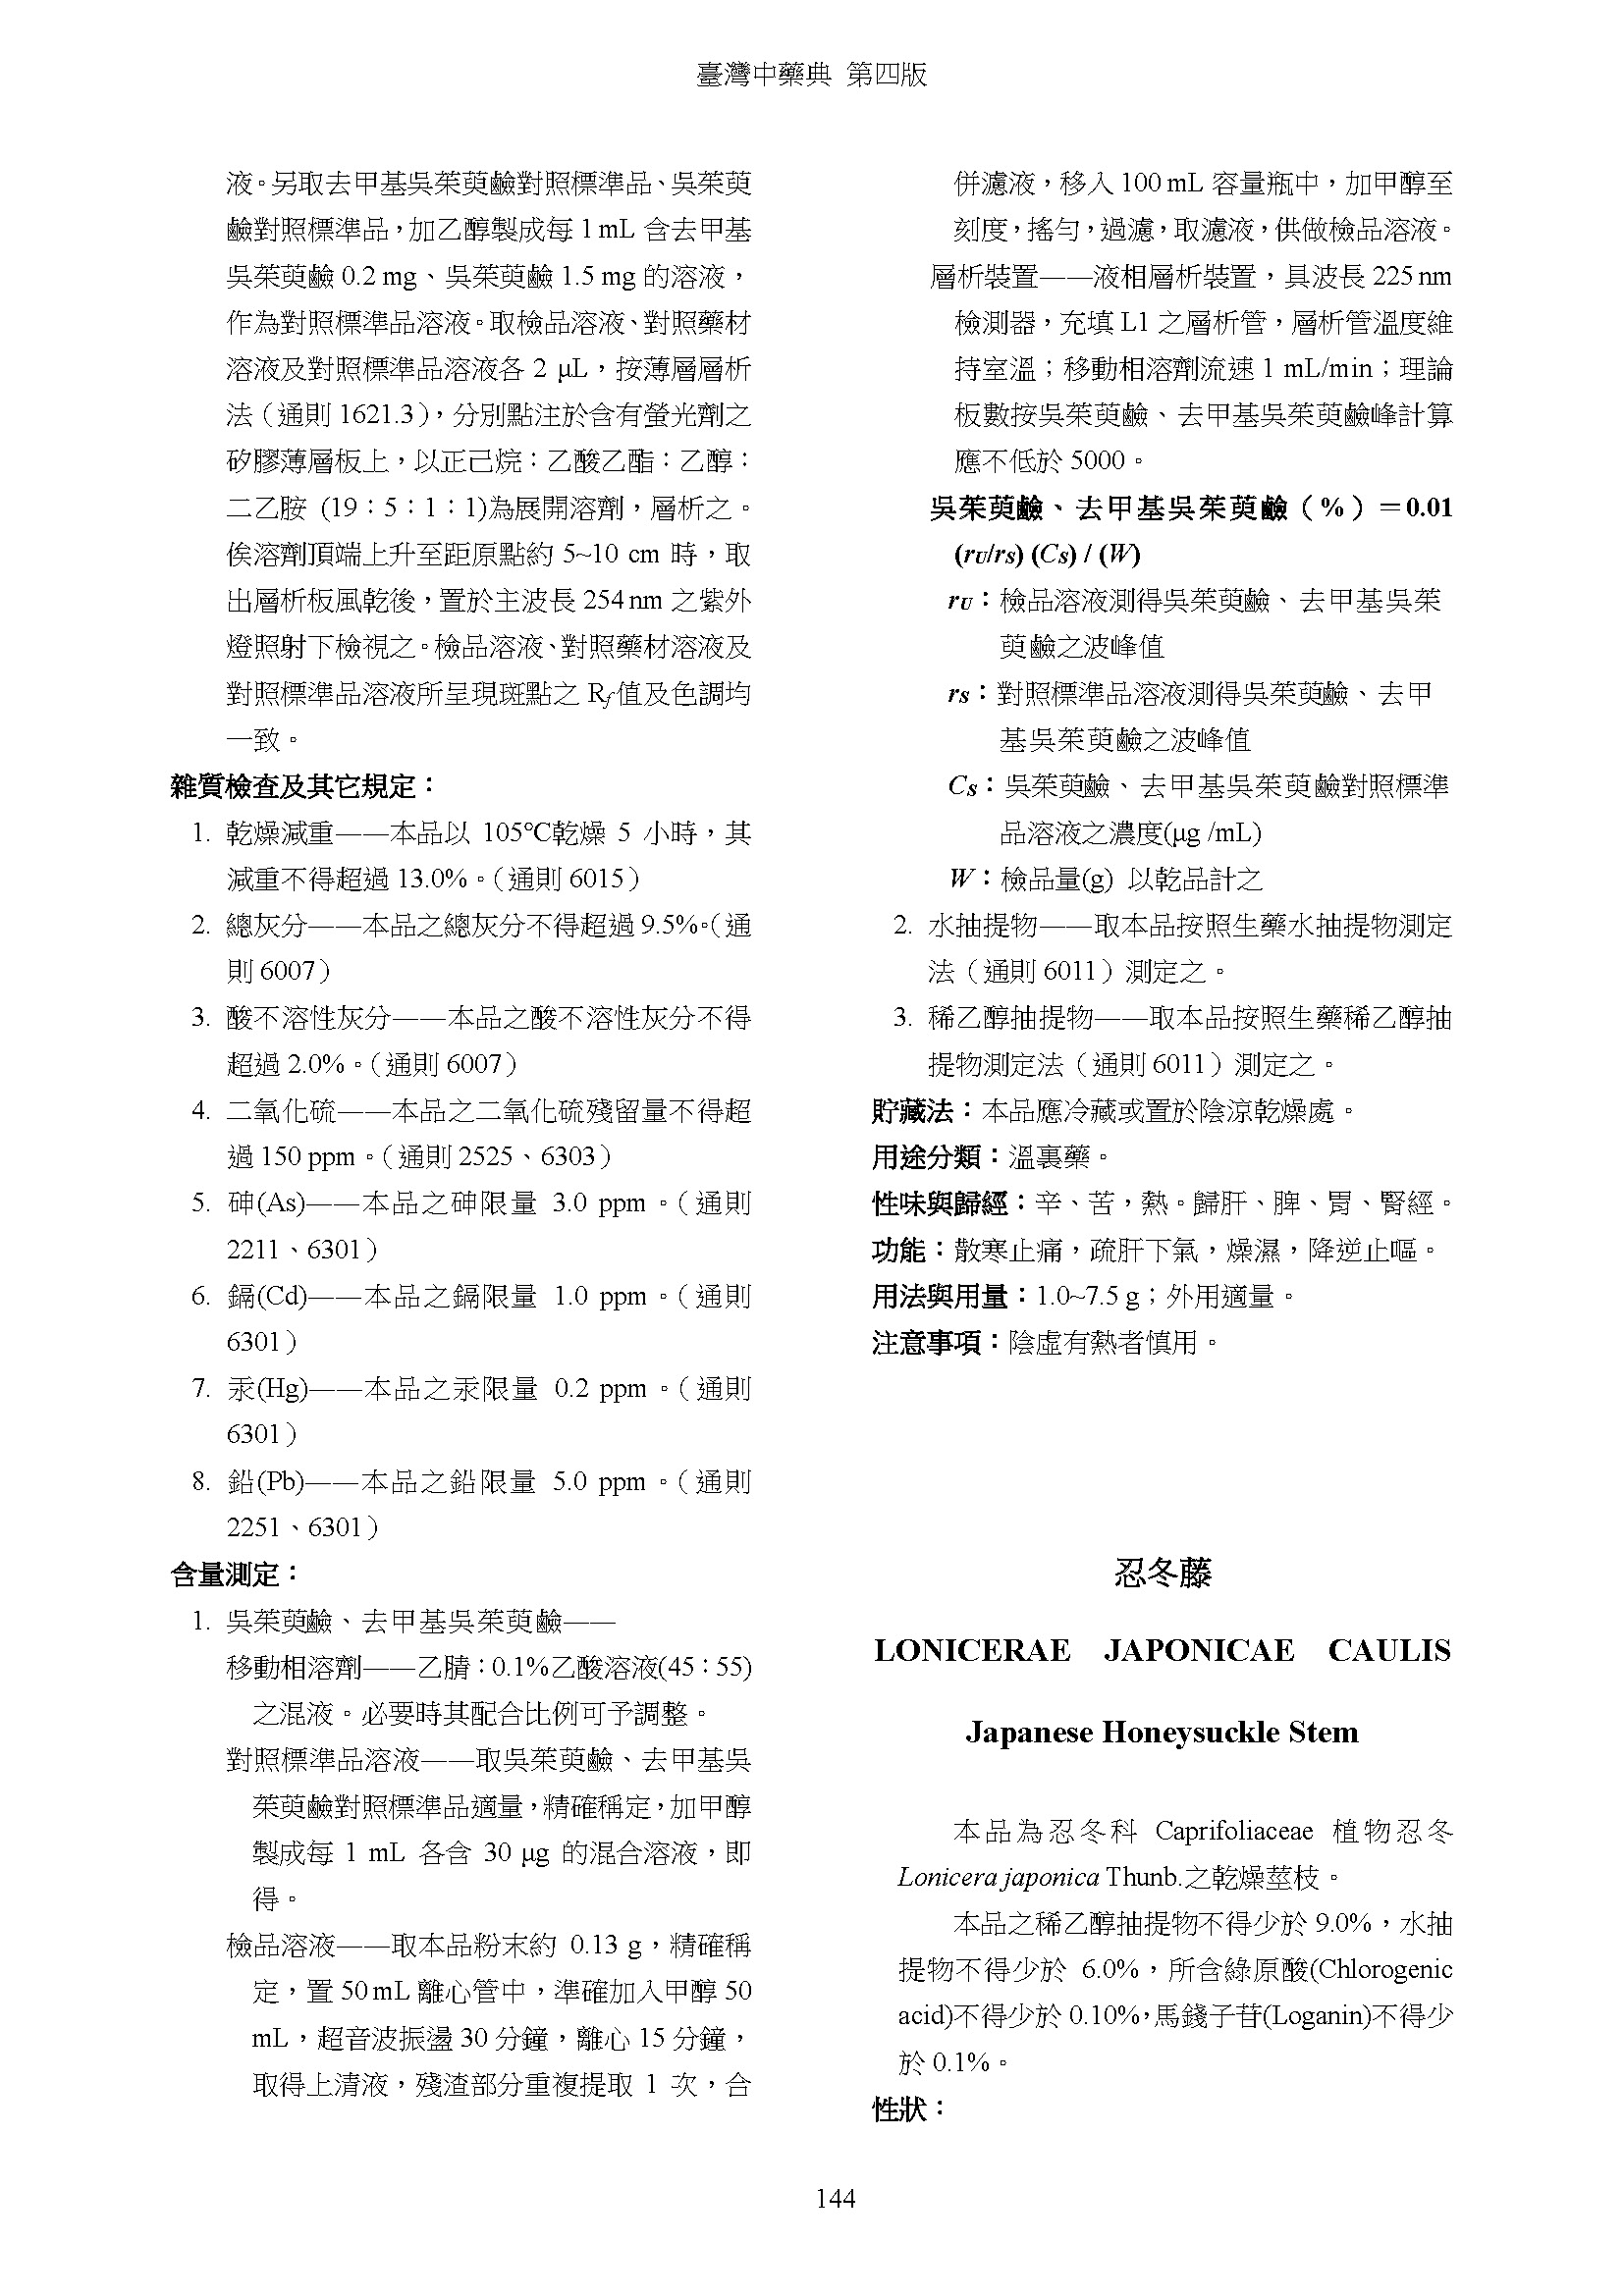 臺灣中藥典 第四版
液。另取去甲基吳茱萸鹼對照標準品、吳茱萸
鹼對照標準品，加乙醇製成每 1 mL 含去甲基
吳茱萸鹼 0.2 mg、吳茱萸鹼 1.5 mg 的溶液，
作為對照標準品溶液。取檢品溶液、對照藥材
溶液及對照標準品溶液各 2 μL，按薄層層析
法（通則 1621.3），分別點注於含有螢光劑之
矽膠薄層板上，以正己烷：乙酸乙酯：乙醇：
二乙胺 (19：5：1：1)為展開溶劑，層析之。
俟溶劑頂端上升至距原點約 5~10 cm 時，取
出層析板風乾後，置於主波長 254 nm 之紫外
燈照射下檢視之。檢品溶液、對照藥材溶液及
對照標準品溶液所呈現斑點之 Rf值及色調均
一致。
雜質檢查及其它規定：
1. 乾燥減重——本品以 105℃乾燥 5 小時，其
減重不得超過 13.0%。（通則 6015）
2. 總灰分——本品之總灰分不得超過 9.5%。（通
則 6007）
3. 酸不溶性灰分——本品之酸不溶性灰分不得
超過 2.0%。（通則 6007）
4. 二氧化硫——本品之二氧化硫殘留量不得超
過 150 ppm。（通則 2525、6303）
5. 砷(As)——本品之砷限量 3.0 ppm。（通則
2211、6301）
6. 鎘(Cd)——本品之鎘限量 1.0 ppm。（通則
6301）
7. 汞(Hg)——本品之汞限量 0.2 ppm。（通則
6301）
8. 鉛(Pb)——本品之鉛限量 5.0 ppm。（通則
2251、6301）
含量測定：
1. 吳茱萸鹼、去甲基吳茱萸鹼——
移動相溶劑——乙腈：0.1%乙酸溶液(45：55)
之混液。必要時其配合比例可予調整。
對照標準品溶液——取吳茱萸鹼、去甲基吳
茱萸鹼對照標準品適量，精確稱定，加甲醇
製成每 1 mL 各含 30 μg 的混合溶液，即
得。
檢品溶液——取本品粉末約 0.13 g，精確稱
定，置 50 mL 離心管中，準確加入甲醇 50
mL，超音波振盪 30 分鐘，離心 15 分鐘，
取得上清液，殘渣部分重複提取 1 次，合
併濾液，移入 100 mL 容量瓶中，加甲醇至
刻度，搖勻，過濾，取濾液，供做檢品溶液。
層析裝置——液相層析裝置，具波長 225 nm
檢測器，充填 L1 之層析管，層析管溫度維
持室溫；移動相溶劑流速 1 mL/min；理論
板數按吳茱萸鹼、去甲基吳茱萸鹼峰計算
應不低於 5000。
吳茱萸鹼、去甲基吳茱萸鹼（%）＝0.01
(rU/rS) (CS) / (W)
rU：檢品溶液測得吳茱萸鹼、去甲基吳茱
萸鹼之波峰值
rS：對照標準品溶液測得吳茱萸鹼、去甲
基吳茱萸鹼之波峰值
CS：吳茱萸鹼、去甲基吳茱萸鹼對照標準
品溶液之濃度(μg /mL)
W：檢品量(g) 以乾品計之
2. 水抽提物——取本品按照生藥水抽提物測定
法（通則 6011）測定之。
3. 稀乙醇抽提物——取本品按照生藥稀乙醇抽
提物測定法（通則 6011）測定之。
貯藏法：本品應冷藏或置於陰涼乾燥處。
用途分類：溫裏藥。
性味與歸經：辛、苦，熱。歸肝、脾、胃、腎經。
功能：散寒止痛，疏肝下氣，燥濕，降逆止嘔。
用法與用量：1.0~7.5 g；外用適量。
注意事項：陰虛有熱者慎用。
忍冬藤
LONICERAE JAPONICAE CAULIS
Japanese Honeysuckle Stem
本品為忍冬科 Caprifoliaceae 植物忍冬
Lonicera japonica Thunb.之乾燥莖枝。
本品之稀乙醇抽提物不得少於 9.0%，水抽
提物不得少於 6.0%，所含綠原酸(Chlorogenic
acid)不得少於 0.10%，馬錢子苷(Loganin)不得少
於 0.1%。
性狀：
144